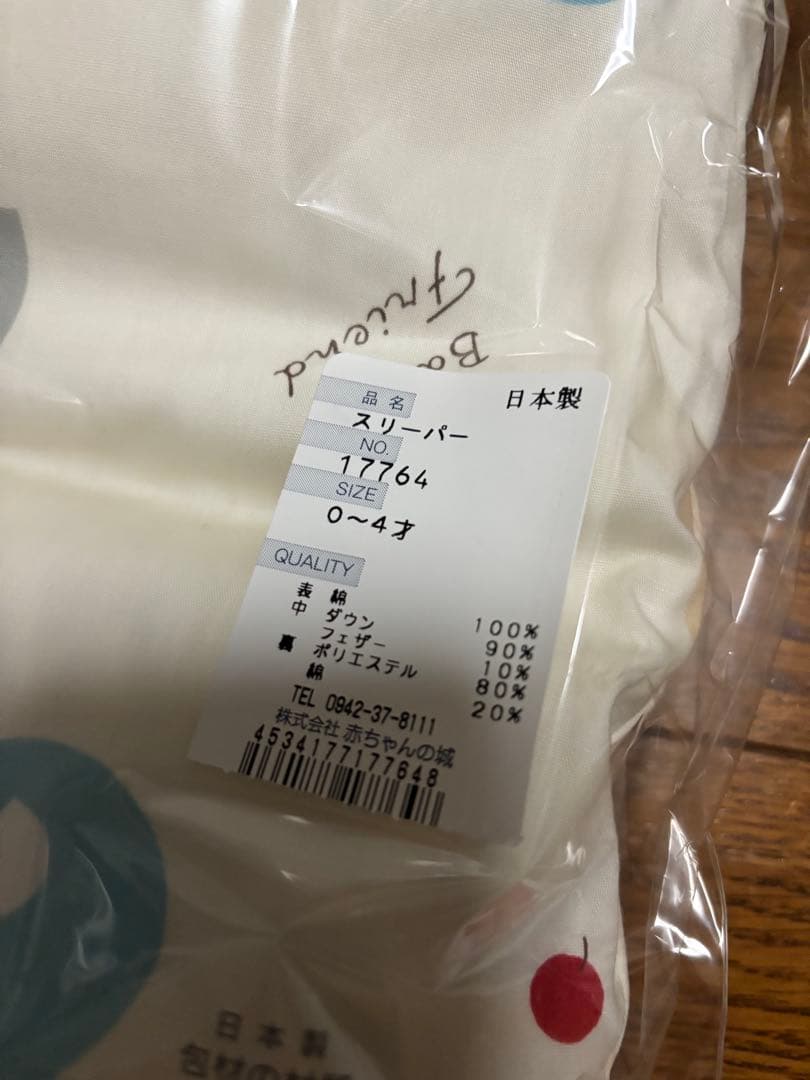 Friend
日本製
品名
スリーパー
NO.
17764
SIZE
0～4才
QUALITY
表 綿 100%
中 ダウン 90%
フェザー 10%
裏 ポリエステル 80%
綿 20%
TEL 0942-37-8111
株式会社 赤ちゃんの城
4534177177648
日本製